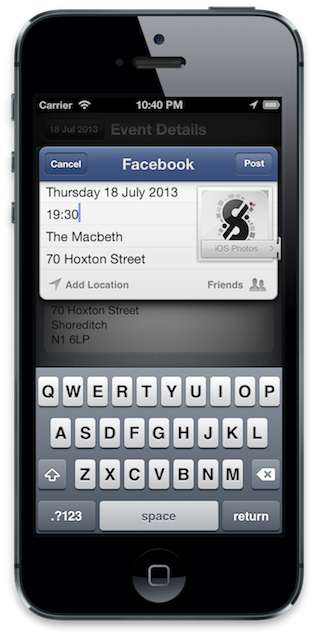 Carrier 10:40 PM
18 Jul 2013 Event Details
Cancel Facebook Post
Thursday 18 July 2013
19:30
The Macbeth
70 Hoxton Street
iOS Photos
Add Location Friends
70 Hoxton Street
Shoreditch
N1 6LP
Q W E R T Y U I O P
A S D F G H J K L
Z X C V B N M
.?123 space return